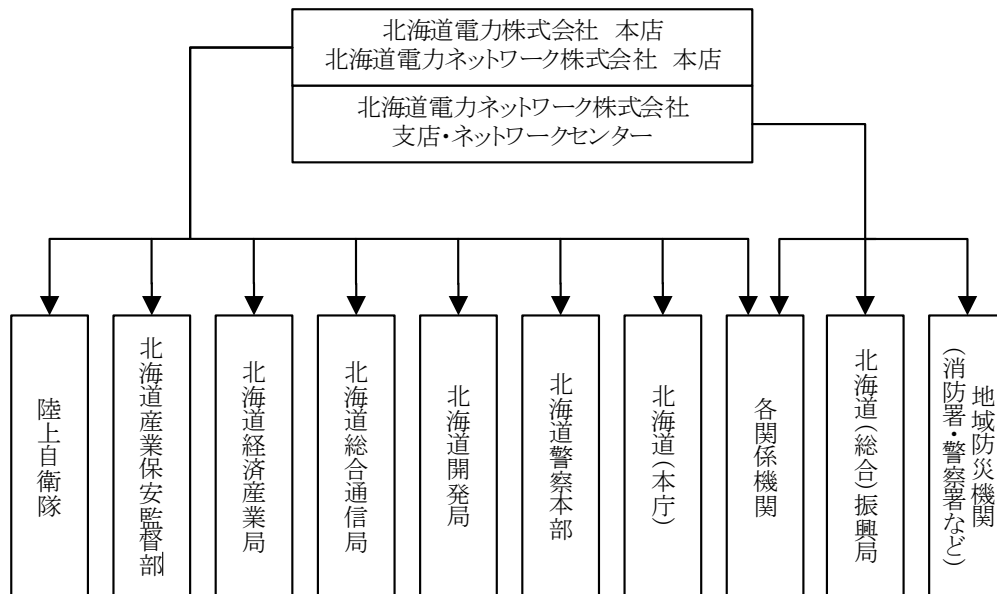 北海道電力株式会社　本店
北海道電力ネットワーク株式会社　本店
北海道電力ネットワーク株式会社
支店・ネットワークセンター
陸上自衛隊
北海道産業保安監督部
北海道経済産業局
北海道総合通信局
北海道開発局
北海道警察本部
北海道(本庁)
各関係機関
北海道(総合)振興局
地域防災機関
(消防署・警察署など)